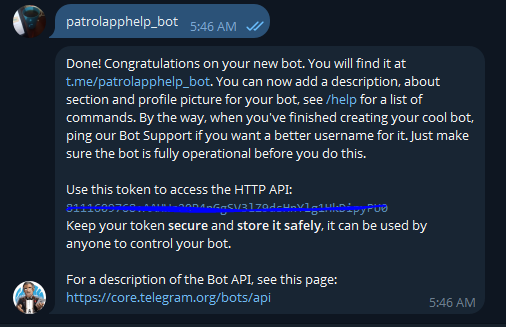 patrolapphelp_bot
5:46 AM
Done! Congratulations on your new bot. You will find it at
t.me/patrolapphelp_bot. You can now add a description, about
section and profile picture for your bot, see /help for a list of
commands. By the way, when you've finished creating your cool bot,
ping our Bot Support if you want a better username for it. Just make
sure the bot is fully operational before you do this.
Use this token to access the HTTP API:
Keep your token secure and store it safely, it can be used by
anyone to control your bot.
For a description of the Bot API, see this page:
https://core.telegram.org/bots/api
5:46 AM